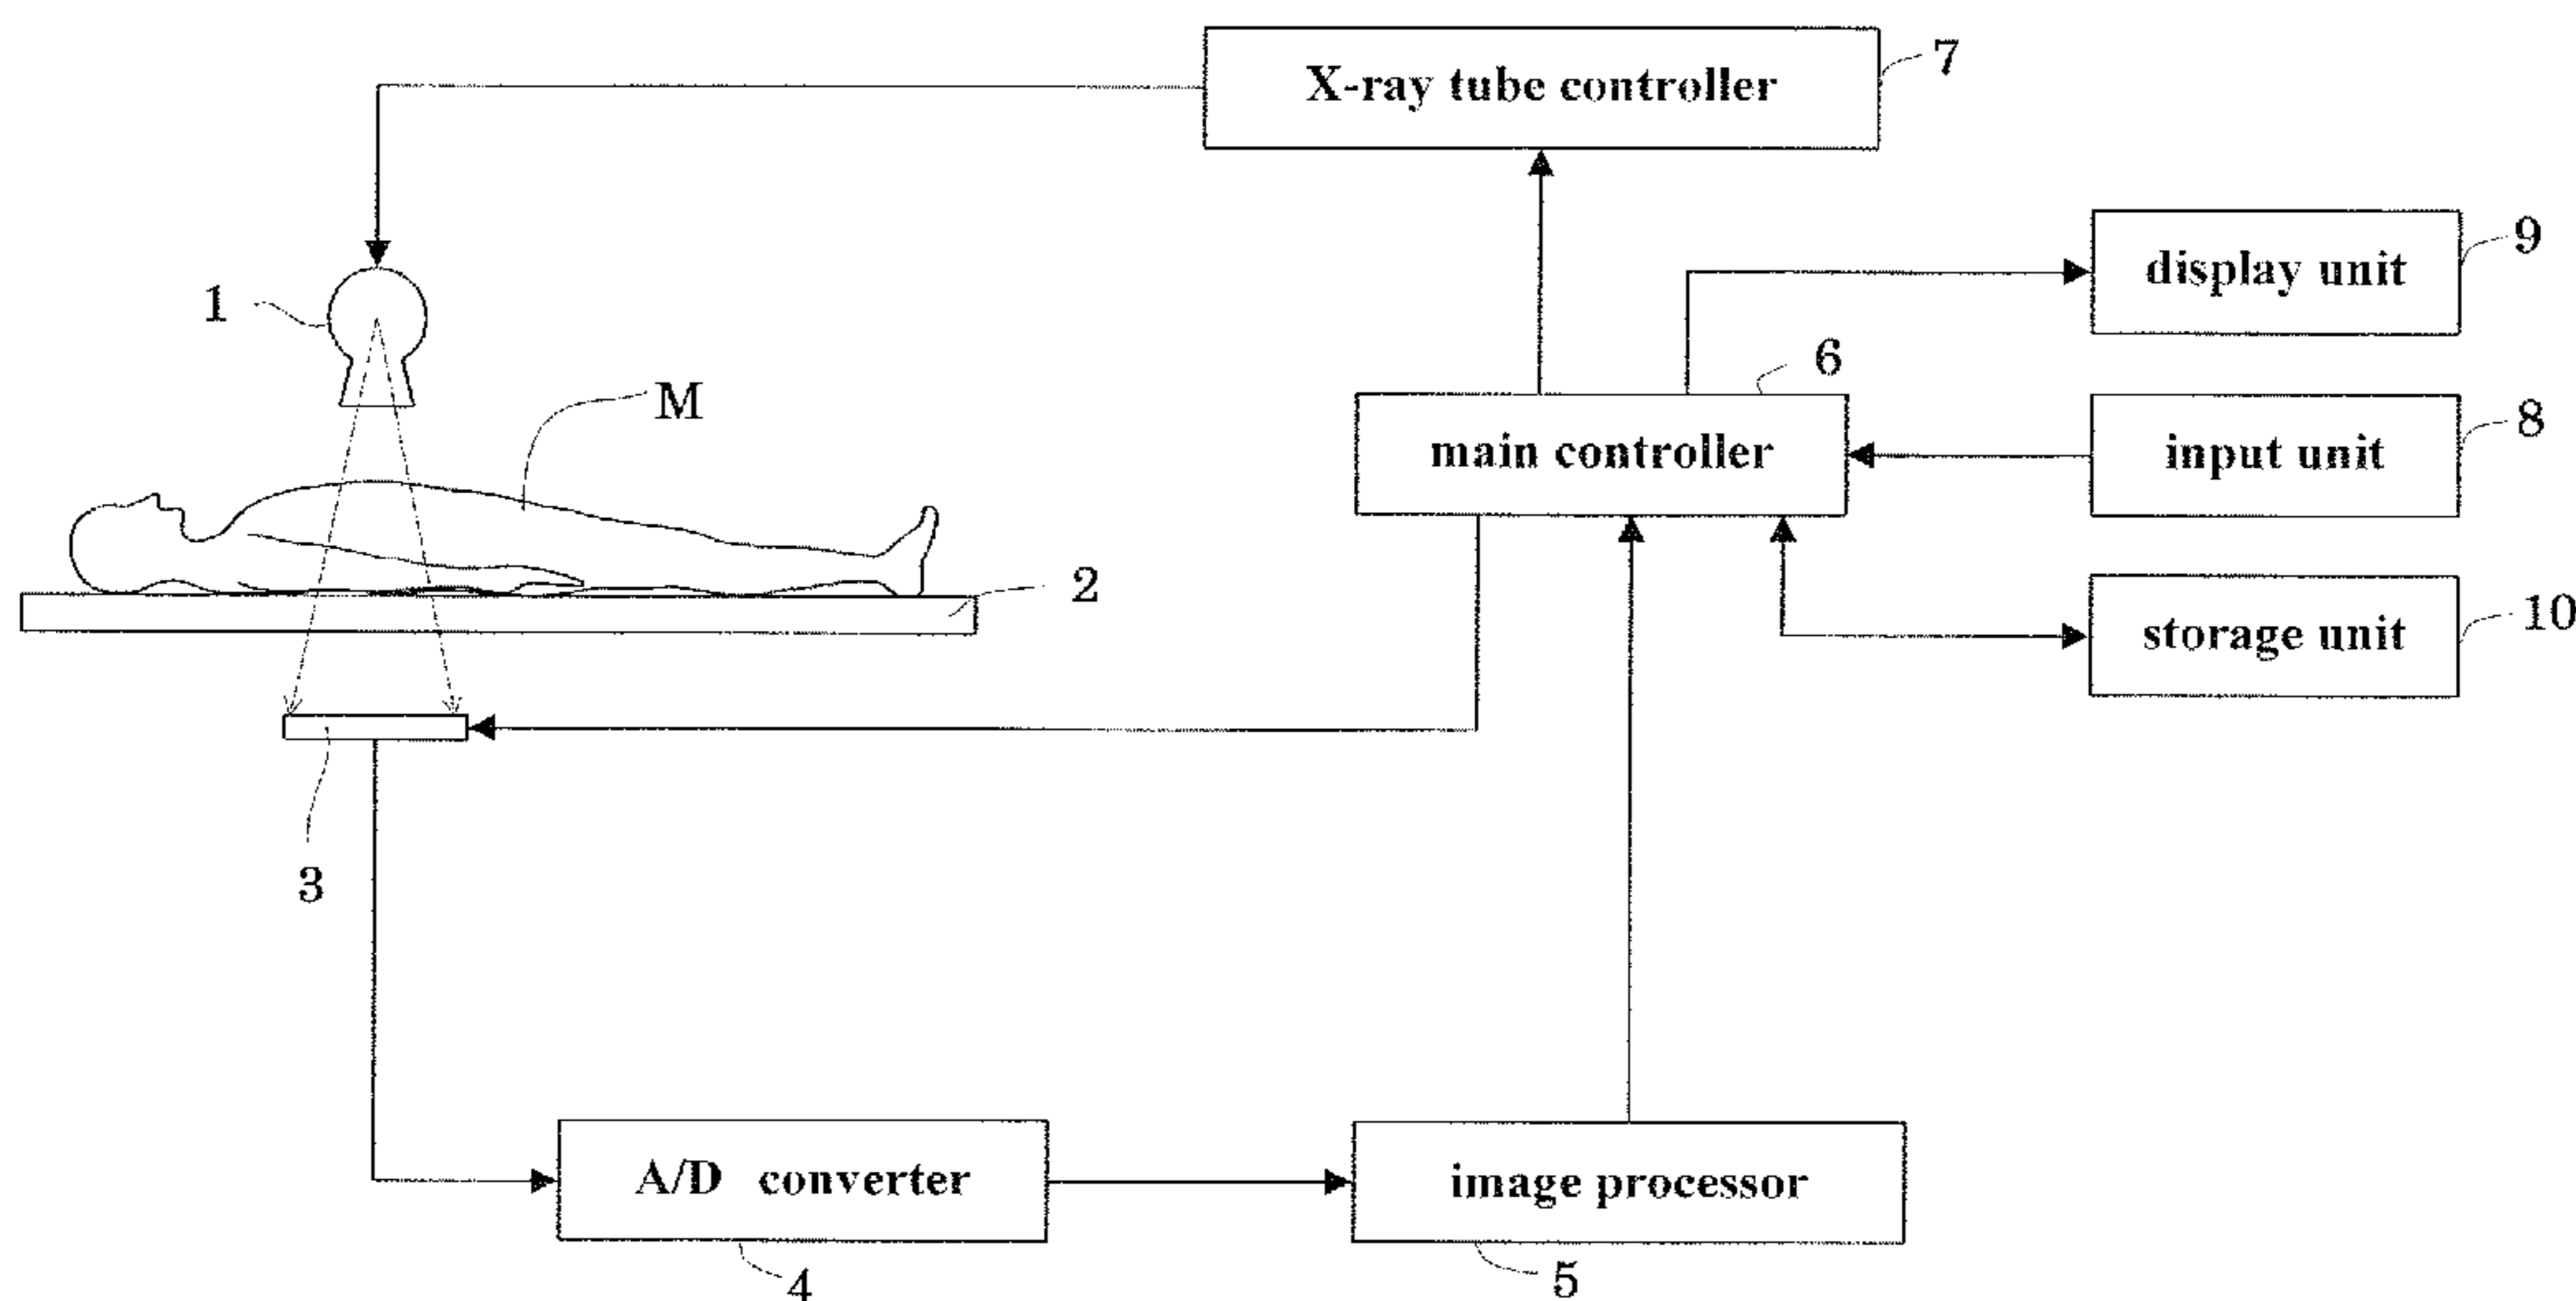 X-ray tube controller
7
display unit
9
1
6
M
main controller
input unit
8
2
storage unit
10
3
A/D converter
image processor
4
5